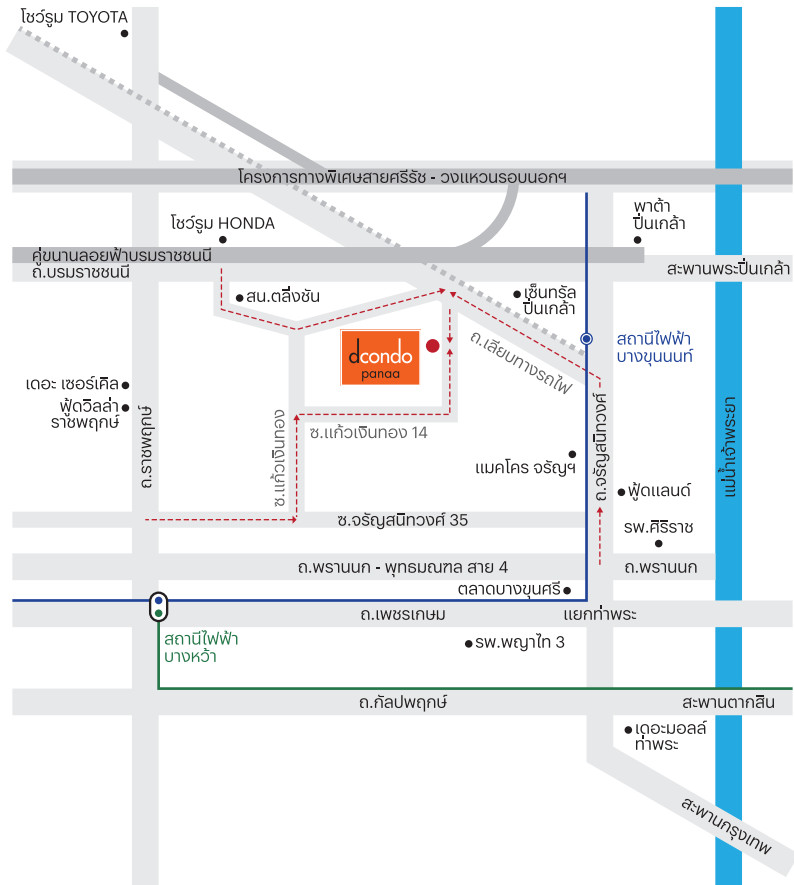 โชว์รูม TOYOTA
โครงการทางพิเศษสายศรีรัช - วงแหวนรอบนอกฯ
พาต้า
ปิ่นเกล้า
โชว์รูม HONDA
คู่ขนานลอยฟ้าบรมราชชนนี
ถ.บรมราชชนนี
สะพานพระปิ่นเกล้า
สน.ตลิ่งชัน
เซ็นทรัล
ปิ่นเกล้า
สถานีไฟฟ้า
บางขุนนนท์
dcondo
panaa
ถ.เลียบทางรถไฟ
เดอะ เซอร์เคิล
ฟู้ดวิลล่า
ราชพฤกษ์
ถ.ราชพฤกษ์
ซ.แก้วเงินทอง 14
แมคโคร จรัญฯ
ถ.จรัญสนิทวงศ์
แม่น้ำเจ้าพระยา
ฟู้ดแลนด์
รพ.ศิริราช
ซ.จรัญสนิทวงศ์ 35
ถ.พรานนก - พุทธมณฑล สาย 4
ถ.พรานนก
ตลาดบางขุนศรี
ถ.เพชรเกษม
แยกท่าพระ
สถานีไฟฟ้า
บางหว้า
รพ.พญาไท 3
ถ.กัลปพฤกษ์
สะพานตากสิน
เดอะมอลล์
ท่าพระ
สะพานกรุงเทพ